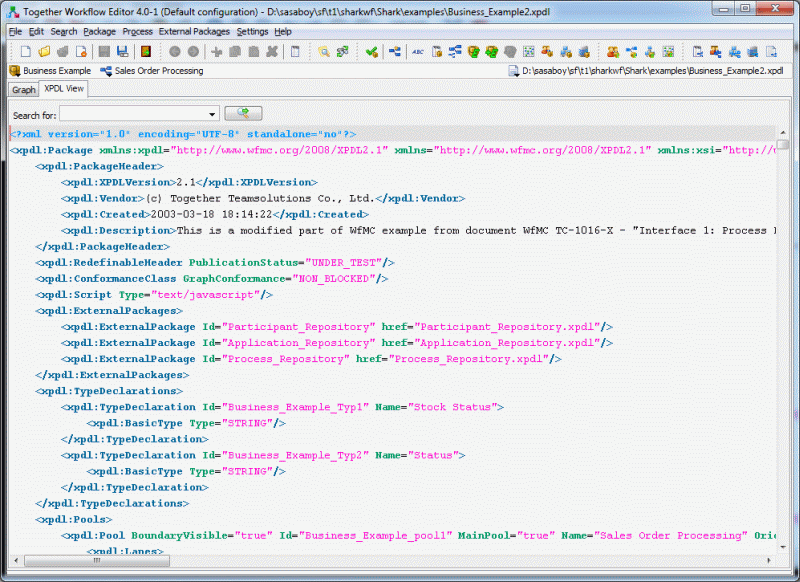 Together Workflow Editor 4.0-1 (Default configuration) - D:\sasaboy\sf\t1\sharkwf\Shark\examples\Business_Example2.xpdl
File Edit Search Package Process External Packages Settings Help
ABC
Business Example Sales Order Processing D:\sasaboy\sf\t1\sharkwf\Shark\examples\Business_Example2.xpdl
Graph XPDL View
Search for:
<?xml version="1.0" encoding="UTF-8" standalone="no"?>
<xpdl:Package xmlns:xpdl="http://www.wfmc.org/2008/XPDL2.1" xmlns="http://www.wfmc.org/2008/XPDL2.1" xmlns:xsi="http://w
<xpdl:PackageHeader>
<xpdl:XPDLVersion>2.1</xpdl:XPDLVersion>
<xpdl:Vendor>(c) Together Teamsolutions Co., Ltd.</xpdl:Vendor>
<xpdl:Created>2003-03-18 18:14:22</xpdl:Created>
<xpdl:Description>This is a modified part of WfMC example from document WfMC TC-1016-X - "Interface 1: Process
</xpdl:PackageHeader>
<xpdl:RedefinableHeader PublicationStatus="UNDER_TEST"/>
<xpdl:ConformanceClass GraphConformance="NON_BLOCKED"/>
<xpdl:Script Type="text/javascript"/>
<xpdl:ExternalPackages>
<xpdl:ExternalPackage Id="Participant_Repository" href="Participant_Repository.xpdl"/>
<xpdl:ExternalPackage Id="Application_Repository" href="Application_Repository.xpdl"/>
<xpdl:ExternalPackage Id="Process_Repository" href="Process_Repository.xpdl"/>
</xpdl:ExternalPackages>
<xpdl:TypeDeclarations>
<xpdl:TypeDeclaration Id="Business_Example_Typ1" Name="Stock Status">
<xpdl:BasicType Type="STRING"/>
</xpdl:TypeDeclaration>
<xpdl:TypeDeclaration Id="Business_Example_Typ2" Name="Status">
<xpdl:BasicType Type="STRING"/>
</xpdl:TypeDeclaration>
</xpdl:TypeDeclarations>
<xpdl:Pools>
<xpdl:Pool BoundaryVisible="true" Id="Business_Example_pool1" MainPool="true" Name="Sales Order Processing" Orie
<xpdl:Lanes>